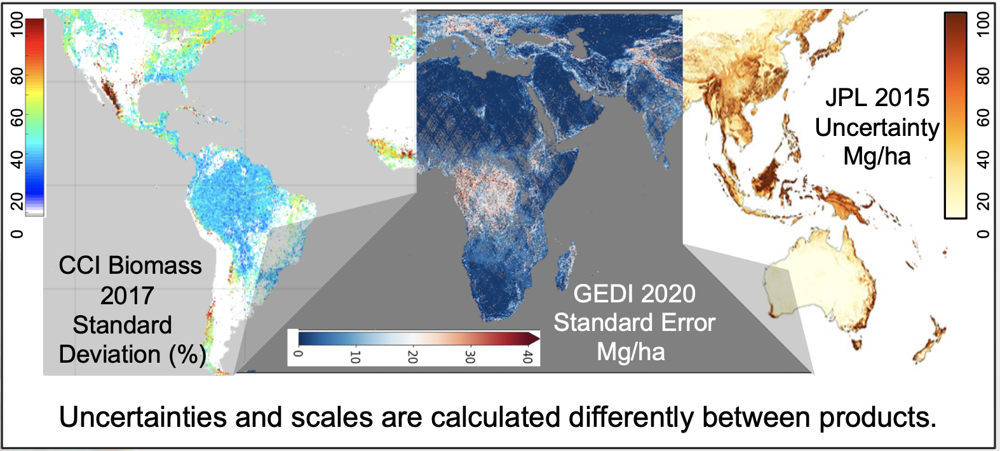 100
80
60
40
20
0
CCI Biomass
2017
Standard
Deviation (%)
0
10
20
30
40
GEDI 2020
Standard Error
Mg/ha
JPL 2015
Uncertainty
Mg/ha
100
80
60
40
20
0
Uncertainties and scales are calculated differently between products.